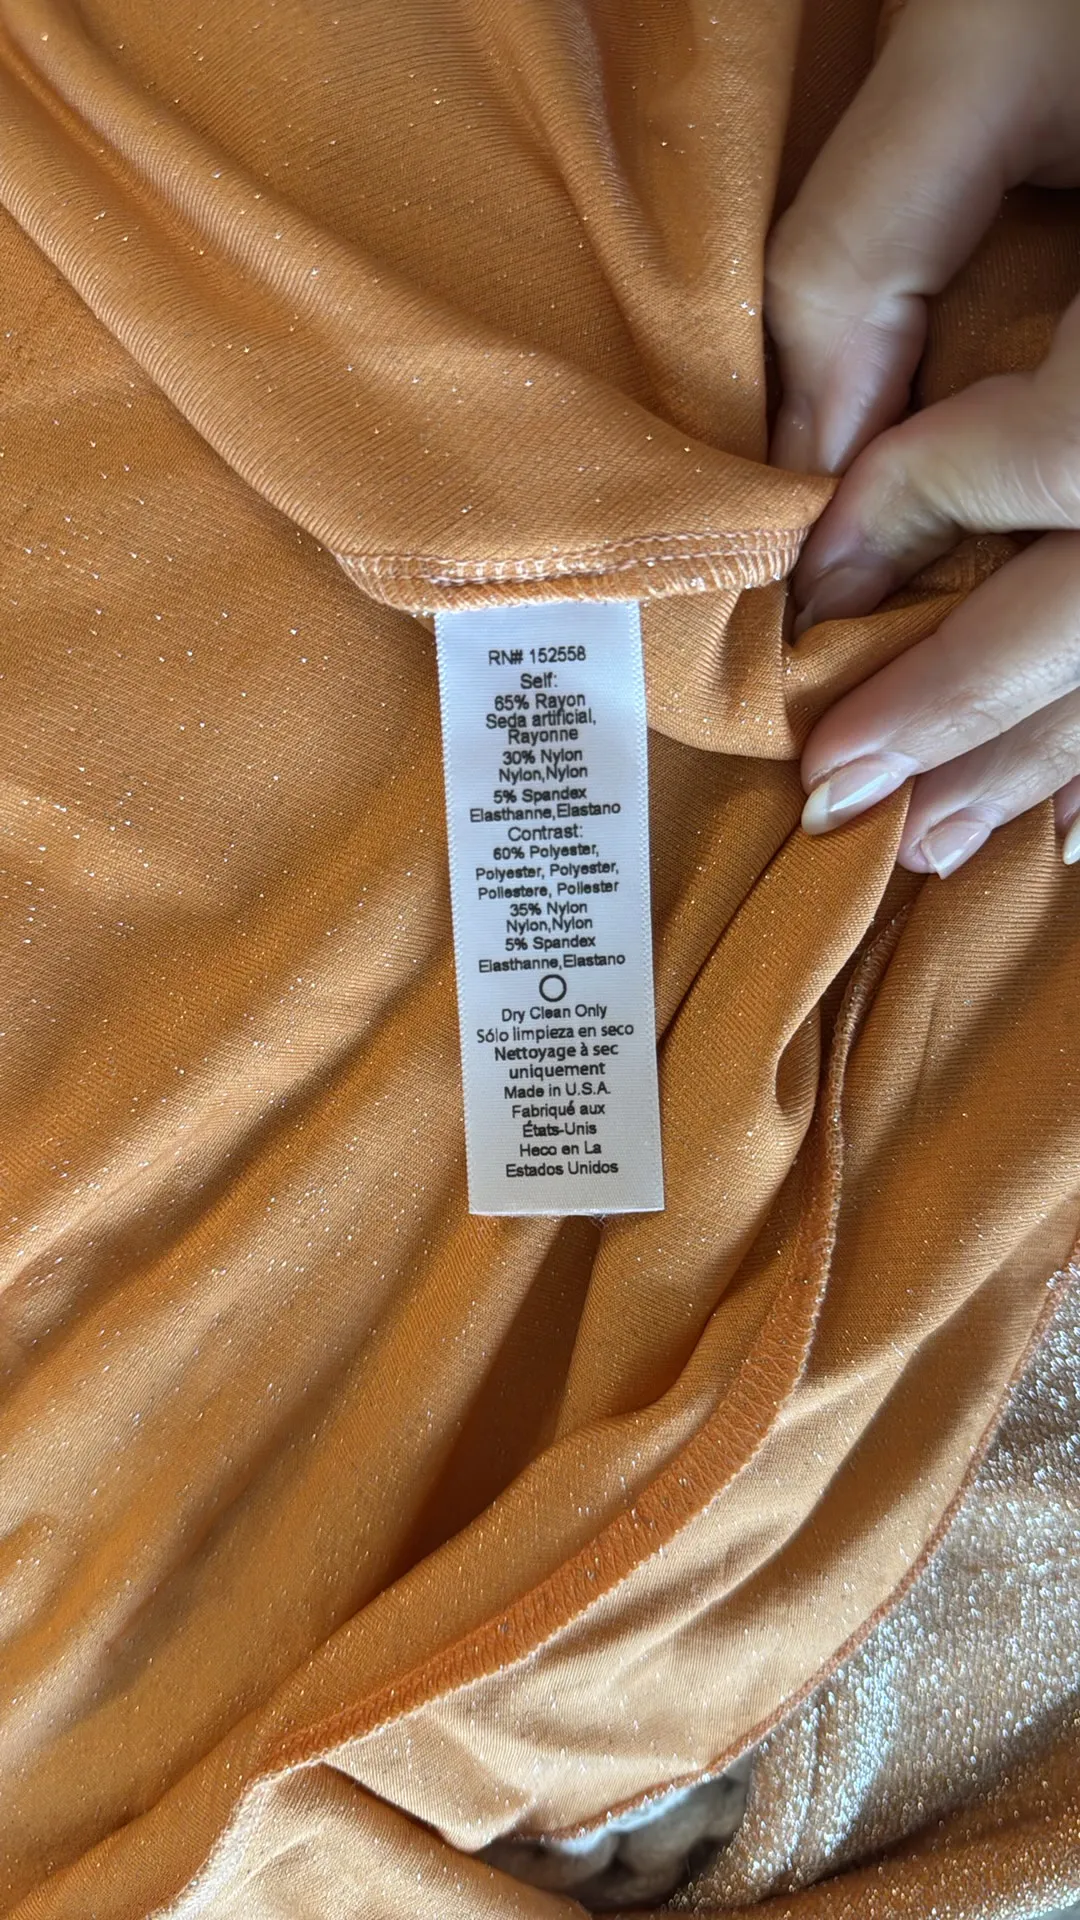 RN# 152558
Self:
65% Rayon
Seda artificial,
Rayonne
30% Nylon
Nylon,Nylon
5% Spandex
Elasthanne,Elastano
Contrast:
60% Polyester,
Polyester, Polyester,
Poliestere, Poliester
35% Nylon
Nylon,Nylon
5% Spandex
Elasthanne,Elastano
Dry Clean Only
Sólo limpieza en seco
Nettoyage à sec
uniquement
Made in U.S.A.
Fabriqué aux
États-Unis
Heco en La
Estados Unidos